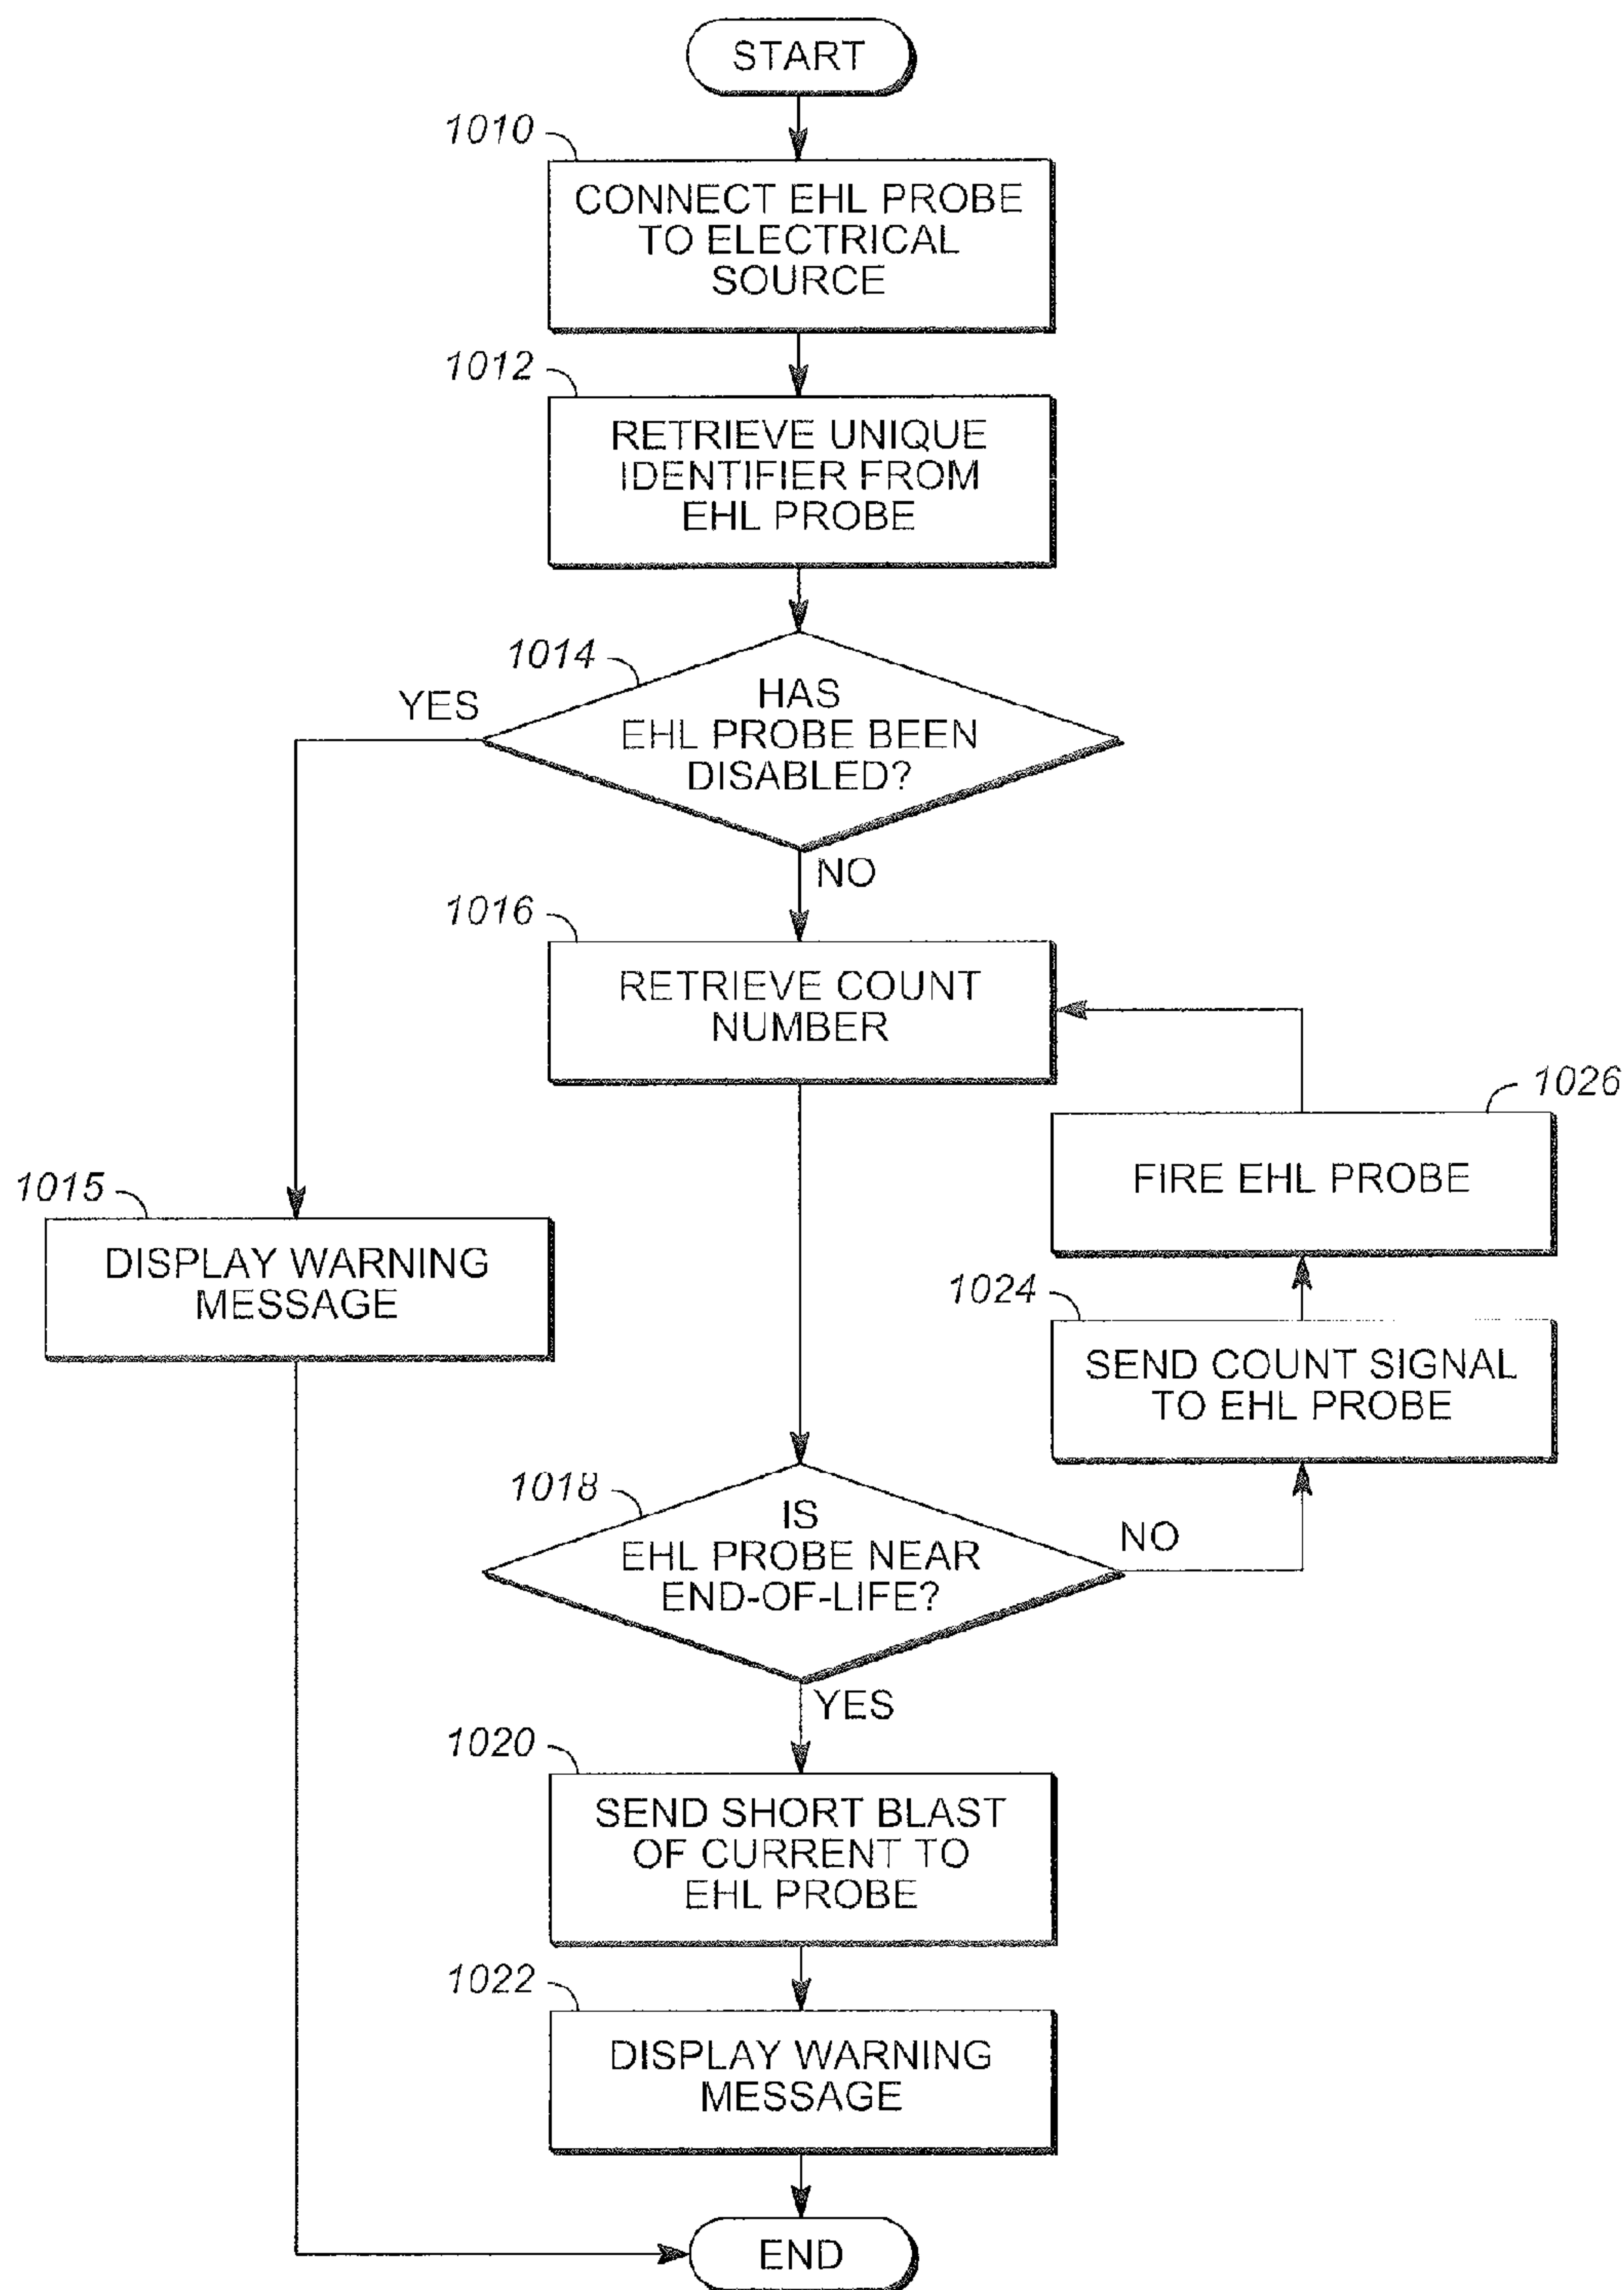 START
1010
CONNECT EHL PROBE
TO ELECTRICAL
SOURCE
1012
RETRIEVE UNIQUE
IDENTIFIER FROM
EHL PROBE
1014
YES
HAS
EHL PROBE BEEN
DISABLED?
NO
1016
RETRIEVE COUNT
NUMBER
1026
FIRE EHL PROBE
1015
DISPLAY WARNING
MESSAGE
1024
SEND COUNT SIGNAL
TO EHL PROBE
1018
IS
EHL PROBE NEAR
END-OF-LIFE?
NO
YES
1020
SEND SHORT BLAST
OF CURRENT TO
EHL PROBE
1022
DISPLAY WARNING
MESSAGE
END